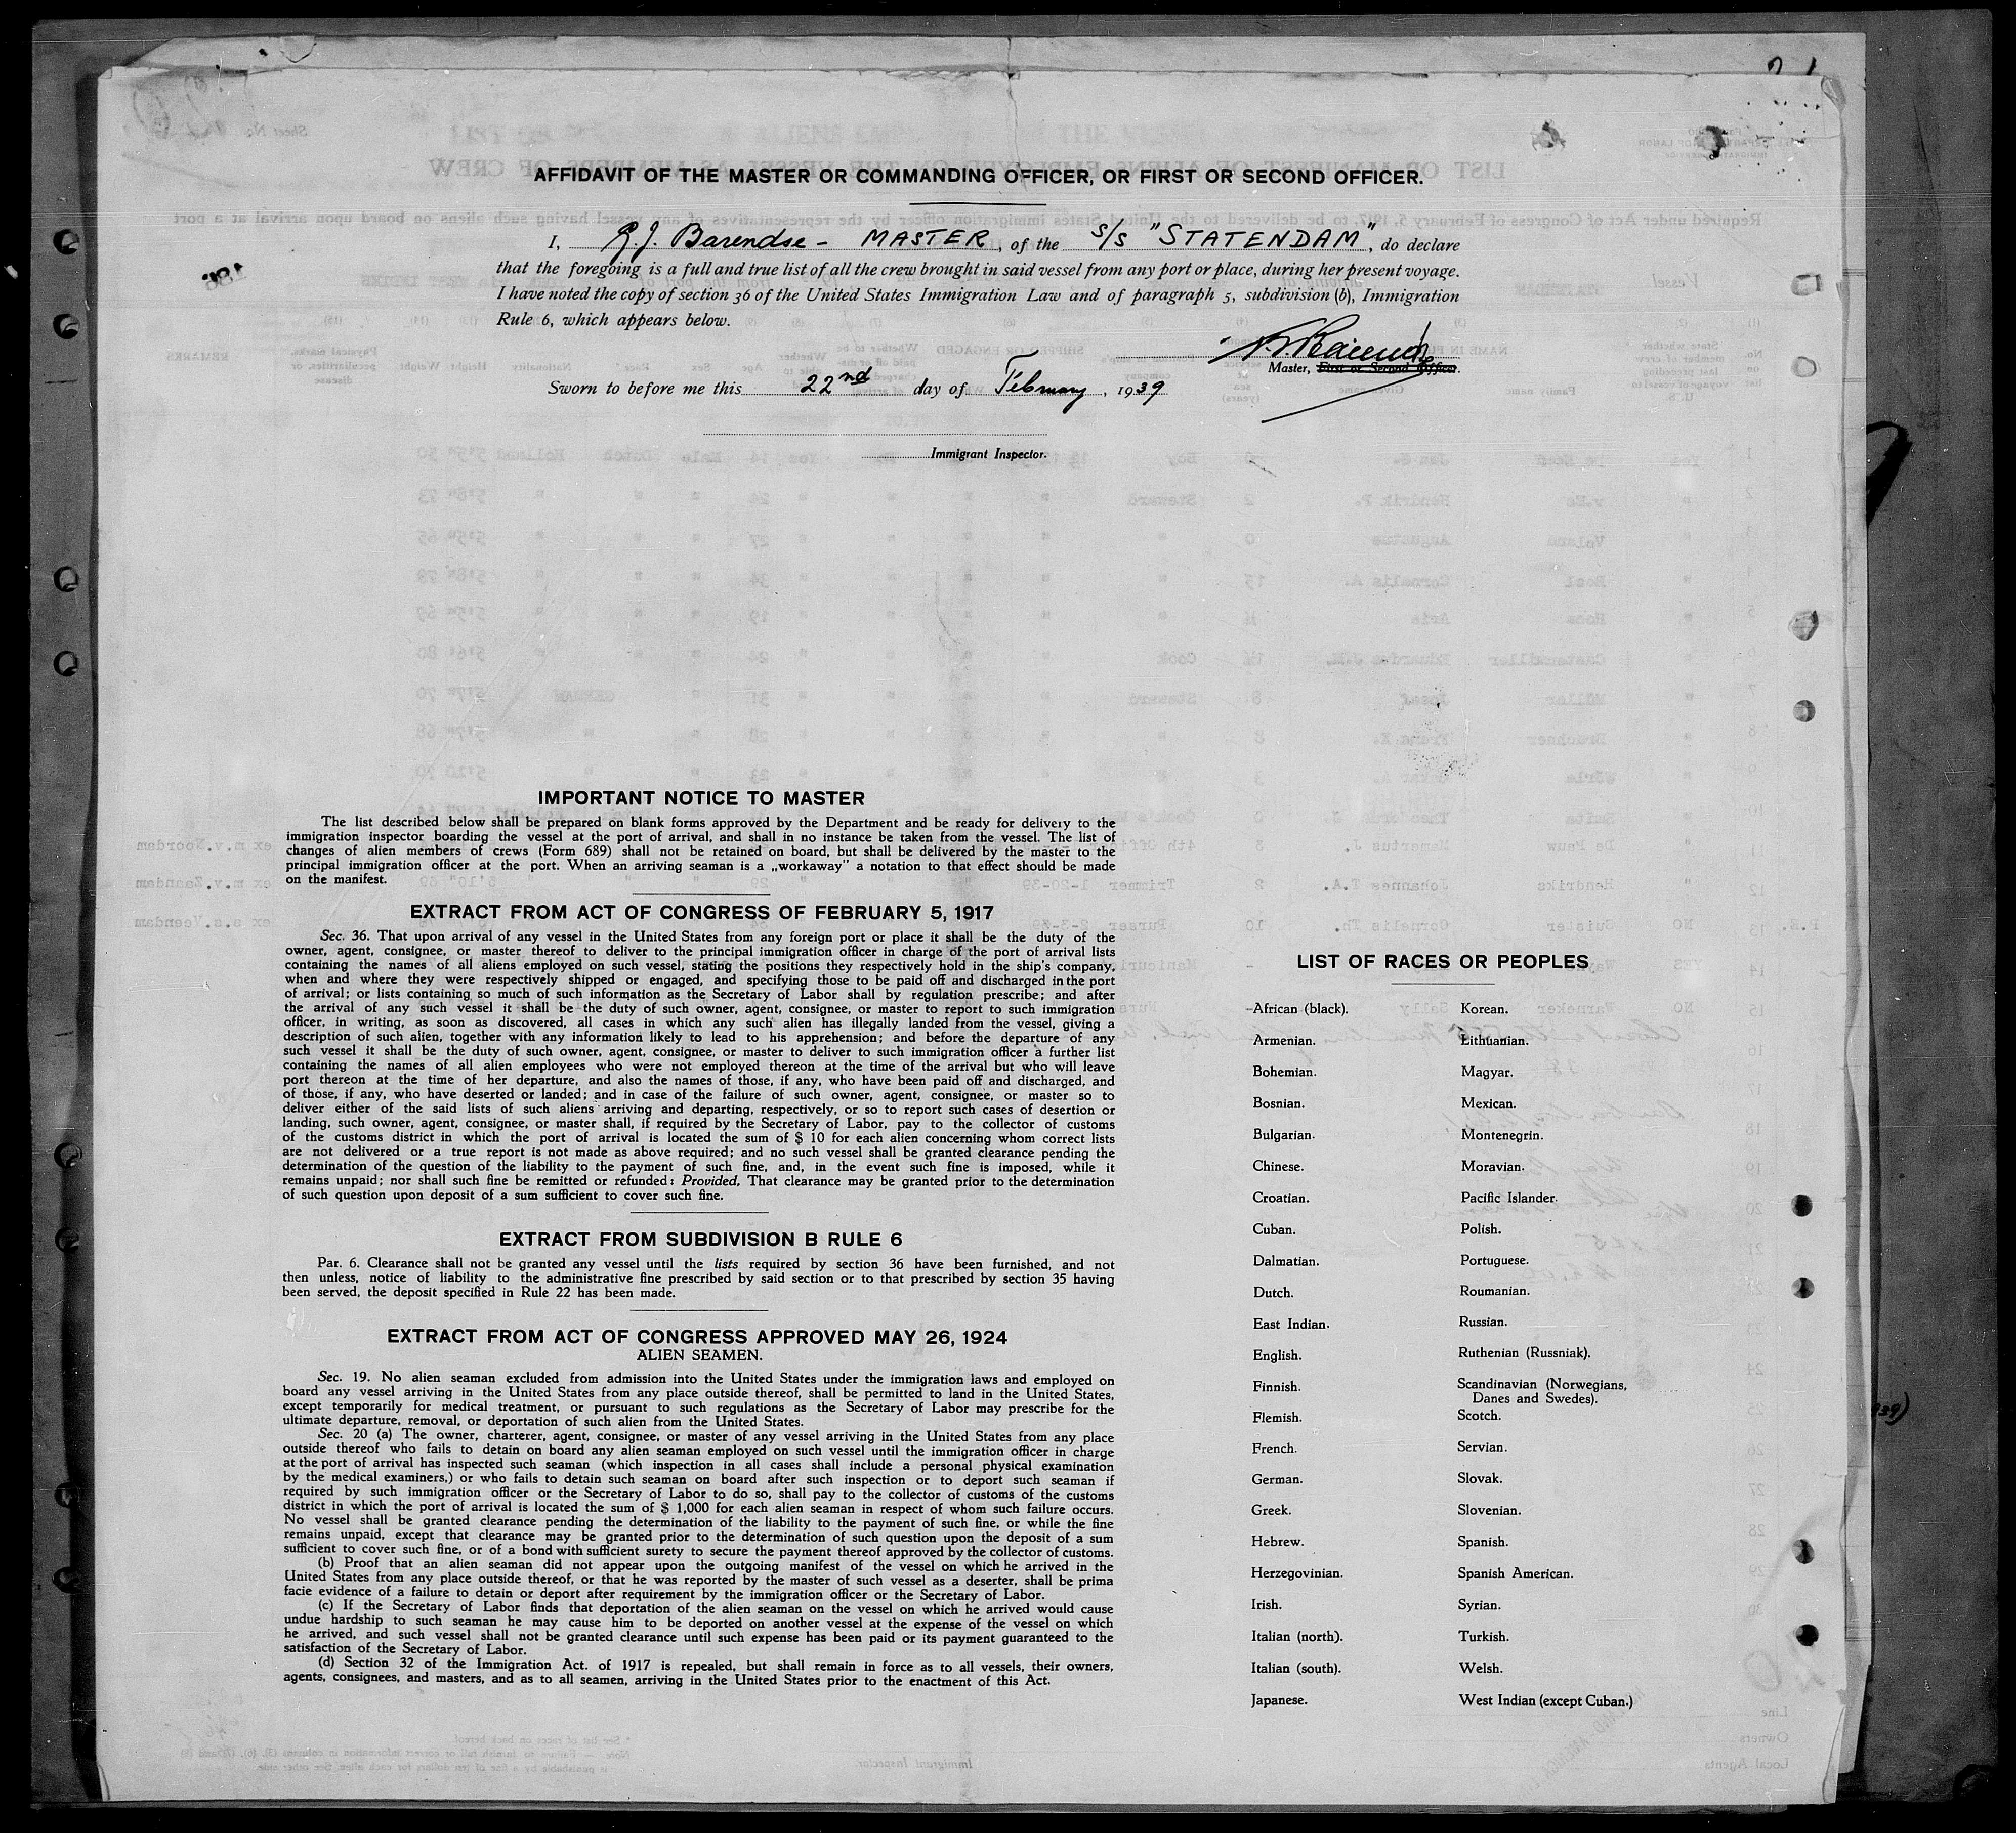 AFFIDAVIT OF THE MASTER OR COMMANDING OFFICER, OR FIRST OR SECOND OFFICER.
I, G.J. Barendse - MASTER, of the S/S "STATENDAM", do declare
that the foregoing is a full and true list of all the crew brought in said vessel from any port or place, during her present voyage.
I have noted the copy of section 36 of the United States Immigration Law and of paragraph 5, subdivision (b), Immigration
Rule 6, which appears below.
Master, First or Second Officer.
Sworn to before me this 22nd day of February, 1939
Immigrant Inspector.
IMPORTANT NOTICE TO MASTER
The list described below shall be prepared on blank forms approved by the Department and be ready for delivery to the
immigration inspector boarding the vessel at the port of arrival, and shall in no instance be taken from the vessel. The list of
changes of alien members of crews (Form 689) shall not be retained on board, but shall be delivered by the master to the
principal immigration officer at the port. When an arriving seaman is a „workaway" a notation to that effect should be made
on the manifest.
EXTRACT FROM ACT OF CONGRESS OF FEBRUARY 5, 1917
Sec. 36. That upon arrival of any vessel in the United States from any foreign port or place it shall be the duty of the
owner, agent, consignee, or master thereof to deliver to the principal immigration officer in charge of the port of arrival lists
containing the names of all aliens employed on such vessel, stating the positions they respectively hold in the ship's company,
when and where they were respectively shipped or engaged, and specifying those to be paid off and discharged in the port
of arrival; or lists containing so much of such information as the Secretary of Labor shall by regulation prescribe; and after
the arrival of any such vessel it shall be the duty of such owner, agent, consignee, or master to report to such immigration
officer, in writing, as soon as discovered, all cases in which any such alien has illegally landed from the vessel, giving a
description of such alien, together with any information likely to lead to his apprehension; and before the departure of any
such vessel it shall be the duty of such owner, agent, consignee, or master to deliver to such immigration officer a further list
containing the names of all alien employees who were not employed thereon at the time of the arrival but who will leave
port thereon at the time of her departure, and also the names of those, if any, who have been paid off and discharged, and
of those, if any, who have deserted or landed; and in case of the failure of such owner, agent, consignee, or master so to
deliver either of the said lists of such aliens arriving and departing, respectively, or so to report such cases of desertion or
landing, such owner, agent, consignee, or master shall, if required by the Secretary of Labor, pay to the collector of customs
of the customs district in which the port of arrival is located the sum of $ 10 for each alien concerning whom correct lists
are not delivered or a true report is not made as above required; and no such vessel shall be granted clearance pending the
determination of the question of the liability to the payment of such fine, and, in the event such fine is imposed, while it
remains unpaid; nor shall such fine be remitted or refunded: Provided, That clearance may be granted prior to the determination
of such question upon deposit of a sum sufficient to cover such fine.
EXTRACT FROM SUBDIVISION B RULE 6
Par. 6. Clearance shall not be granted any vessel until the lists required by section 36 have been furnished, and not
then unless, notice of liability to the administrative fine prescribed by said section or to that prescribed by section 35 having
been served, the deposit specified in Rule 22 has been made.
EXTRACT FROM ACT OF CONGRESS APPROVED MAY 26, 1924
ALIEN SEAMEN.
Sec. 19. No alien seaman excluded from admission into the United States under the immigration laws and employed on
board any vessel arriving in the United States from any place outside thereof, shall be permitted to land in the United States,
except temporarily for medical treatment, or pursuant to such regulations as the Secretary of Labor may prescribe for the
ultimate departure, removal, or deportation of such alien from the United States.
Sec. 20 (a) The owner, charterer, agent, consignee, or master of any vessel arriving in the United States from any place
outside thereof who fails to detain on board any alien seaman employed on such vessel until the immigration officer in charge
at the port of arrival has inspected such seaman (which inspection in all cases shall include a personal physical examination
by the medical examiners,) or who fails to detain such seaman on board after such inspection or to deport such seaman if
required by such immigration officer or the Secretary of Labor to do so, shall pay to the collector of customs of the customs
district in which the port of arrival is located the sum of $ 1,000 for each alien seaman in respect of whom such failure occurs.
No vessel shall be granted clearance pending the determination of the liability to the payment of such fine, or while the fine
remains unpaid, except that clearance may be granted prior to the determination of such question upon the deposit of a sum
sufficient to cover such fine, or of a bond with sufficient surety to secure the payment thereof approved by the collector of customs.
(b) Proof that an alien seaman did not appear upon the outgoing manifest of the vessel on which he arrived in the
United States from any place outside thereof, or that he was reported by the master of such vessel as a deserter, shall be prima
facie evidence of a failure to detain or deport after requirement by the immigration officer or the Secretary of Labor.
(c) If the Secretary of Labor finds that deportation of the alien seaman on the vessel on which he arrived would cause
undue hardship to such seaman he may cause him to be deported on another vessel at the expense of the vessel on which
he arrived, and such vessel shall not be granted clearance until such expense has been paid or its payment guaranteed to the
satisfaction of the Secretary of Labor.
(d) Section 32 of the Immigration Act. of 1917 is repealed, but shall remain in force as to all vessels, their owners,
agents, consignees, and masters, and as to all seamen, arriving in the United States prior to the enactment of this Act.
LIST OF RACES OR PEOPLES
African (black).
Armenian.
Bohemian.
Bosnian.
Bulgarian.
Chinese.
Croatian.
Cuban.
Dalmatian.
Dutch.
East Indian.
English.
Finnish.
Flemish.
French.
German.
Greek.
Hebrew.
Herzegovinian.
Irish.
Italian (north).
Italian (south).
Japanese.
Korean.
Lithuanian.
Magyar.
Mexican.
Montenegrin.
Moravian.
Pacific Islander.
Polish.
Portuguese.
Roumanian.
Russian.
Ruthenian (Russniak).
Scandinavian (Norwegians,
Danes and Swedes).
Scotch.
Servian.
Slovak.
Slovenian.
Spanish.
Spanish American.
Syrian.
Turkish.
Welsh.
West Indian (except Cuban.)